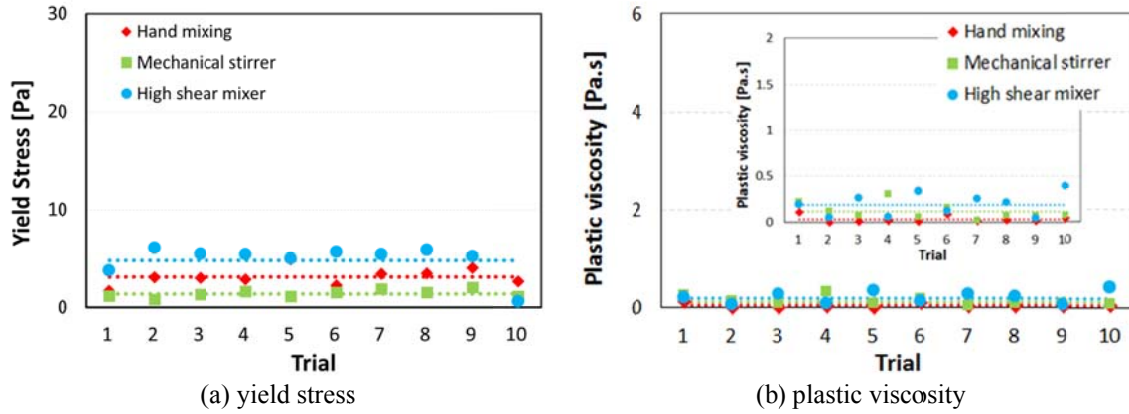 30
20
10
0
Yield Stress [Pa]
Hand mixing
Mechanical stirrer
High shear mixer
1 2 3 4 5 6 7 8 9 10
Trial
(a) yield stress
6
4
2
0
Plastic viscosity [Pa.s]
Hand mixing
Mechanical stirrer
High shear mixer
2
1.5
1
0.5
0
Plastic viscosity [Pa.s]
1 2 3 4 5 6 7 8 9 10
Trial
1 2 3 4 5 6 7 8 9 10
Trial
(b) plastic viscosity